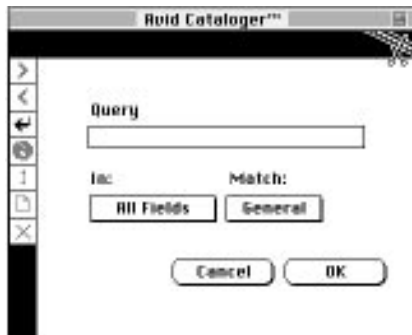 Avid Cataloger™
Query
In: Match:
All Fields General
Cancel OK